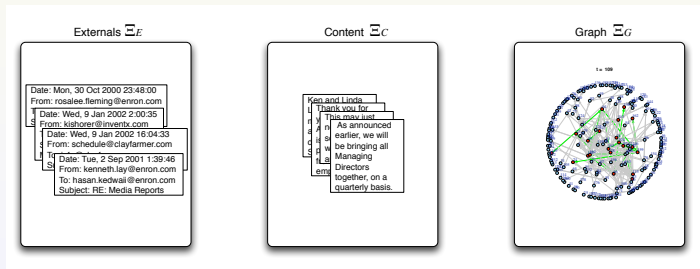 Externals ΞE
Content ΞC
Graph ΞG
Date: Mon, 30 Oct 2000 23:48:00
From: rosalee.fleming@enron.com
Date: Wed, 9 Jan 2002 2:00:35
From: kishorer@inventx.com
Date: Wed, 9 Jan 2002 16:04:33
From: schedule@clayfarmer.com
Date: Tue, 2 Sep 2001 1:39:46
From: kenneth.lay@enron.com
To: hasan.kedwaii@enron.com
Subject: RE: Media Reports
Ken and Linda,
Thank you for
This may just
As announced
earlier, we will
be bringing all
Managing
Directors
together, on a
quarterly basis.
t = 109